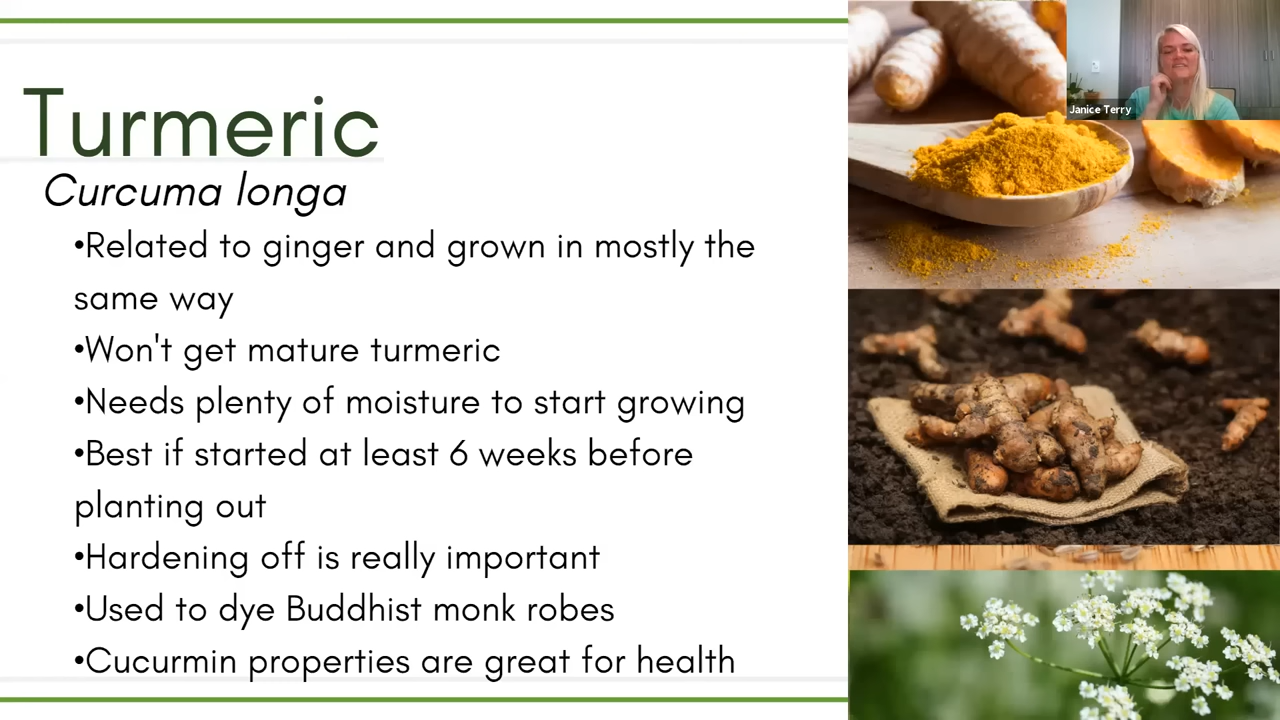 Turmeric
Curcuma longa
•Related to ginger and grown in mostly the
same way
•Won't get mature turmeric
•Needs plenty of moisture to start growing
•Best if started at least 6 weeks before
planting out
•Hardening off is really important
•Used to dye Buddhist monk robes
•Cucurmin properties are great for health
Janice Terry